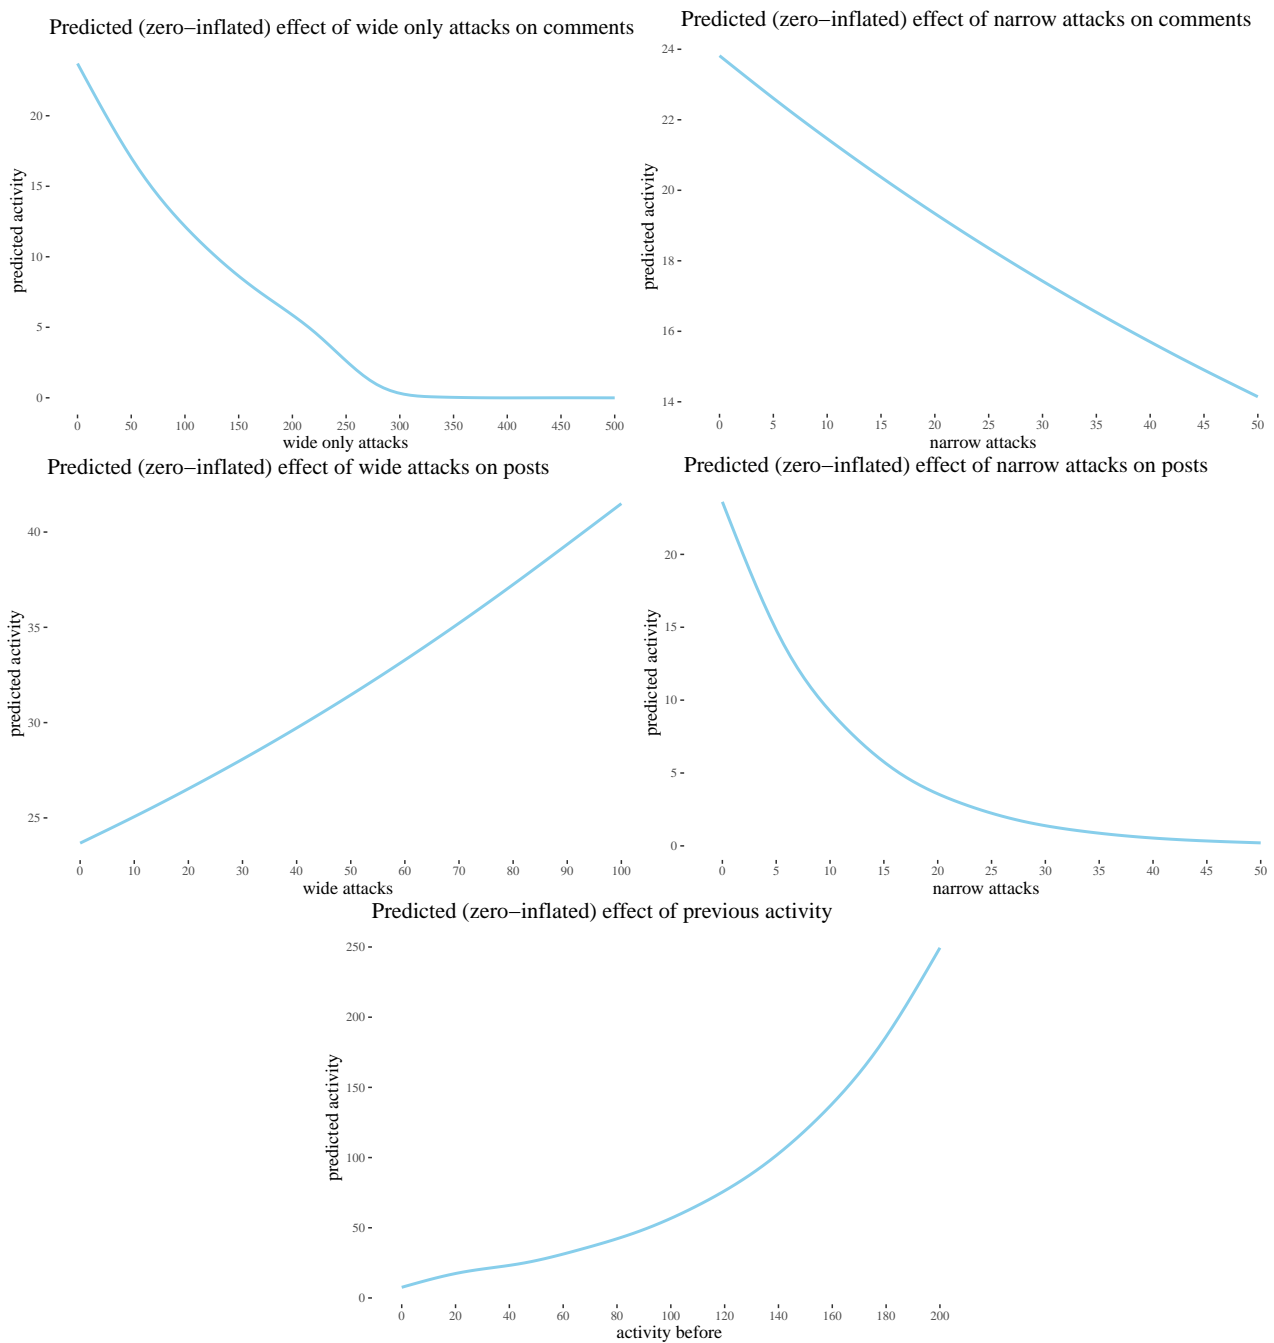 Predicted (zero−inflated) effect of wide only attacks on comments
predicted activity
20
15
10
5
0
0 50 100 150 200 250 300 350 400 450 500
wide only attacks
Predicted (zero−inflated) effect of narrow attacks on comments
predicted activity
24
22
20
18
16
14
0 5 10 15 20 25 30 35 40 45 50
narrow attacks
Predicted (zero−inflated) effect of wide attacks on posts
predicted activity
40
35
30
25
0 10 20 30 40 50 60 70 80 90 100
wide attacks
Predicted (zero−inflated) effect of narrow attacks on posts
predicted activity
20
15
10
5
0
0 5 10 15 20 25 30 35 40 45 50
narrow attacks
Predicted (zero−inflated) effect of previous activity
predicted activity
250
200
150
100
50
0
0 20 40 60 80 100 120 140 160 180 200
activity before